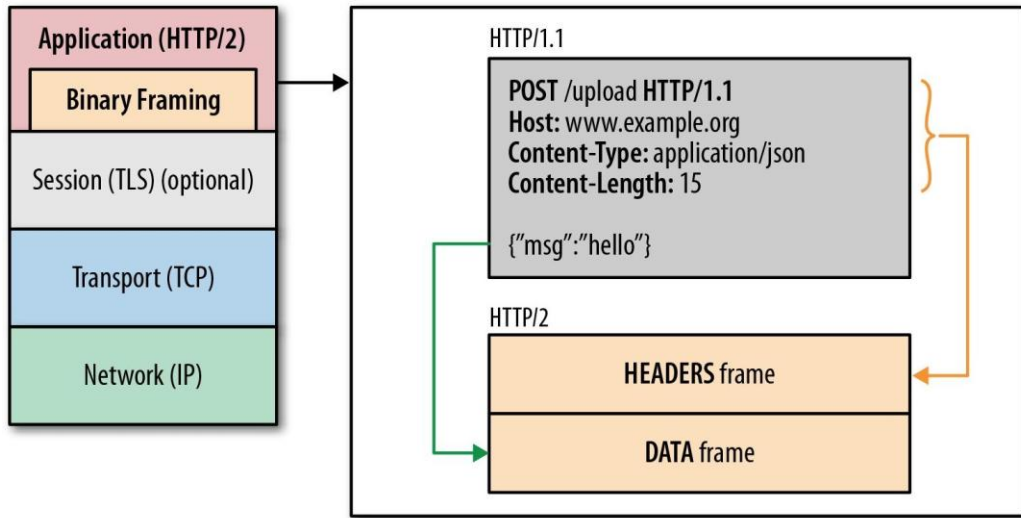 Application (HTTP/2)
Binary Framing
Session (TLS) (optional)
Transport (TCP)
Network (IP)
HTTP/1.1
POST /upload HTTP/1.1
Host: www.example.org
Content-Type: application/json
Content-Length: 15
{”msg”:”hello”}
HTTP/2
HEADERS frame
DATA frame